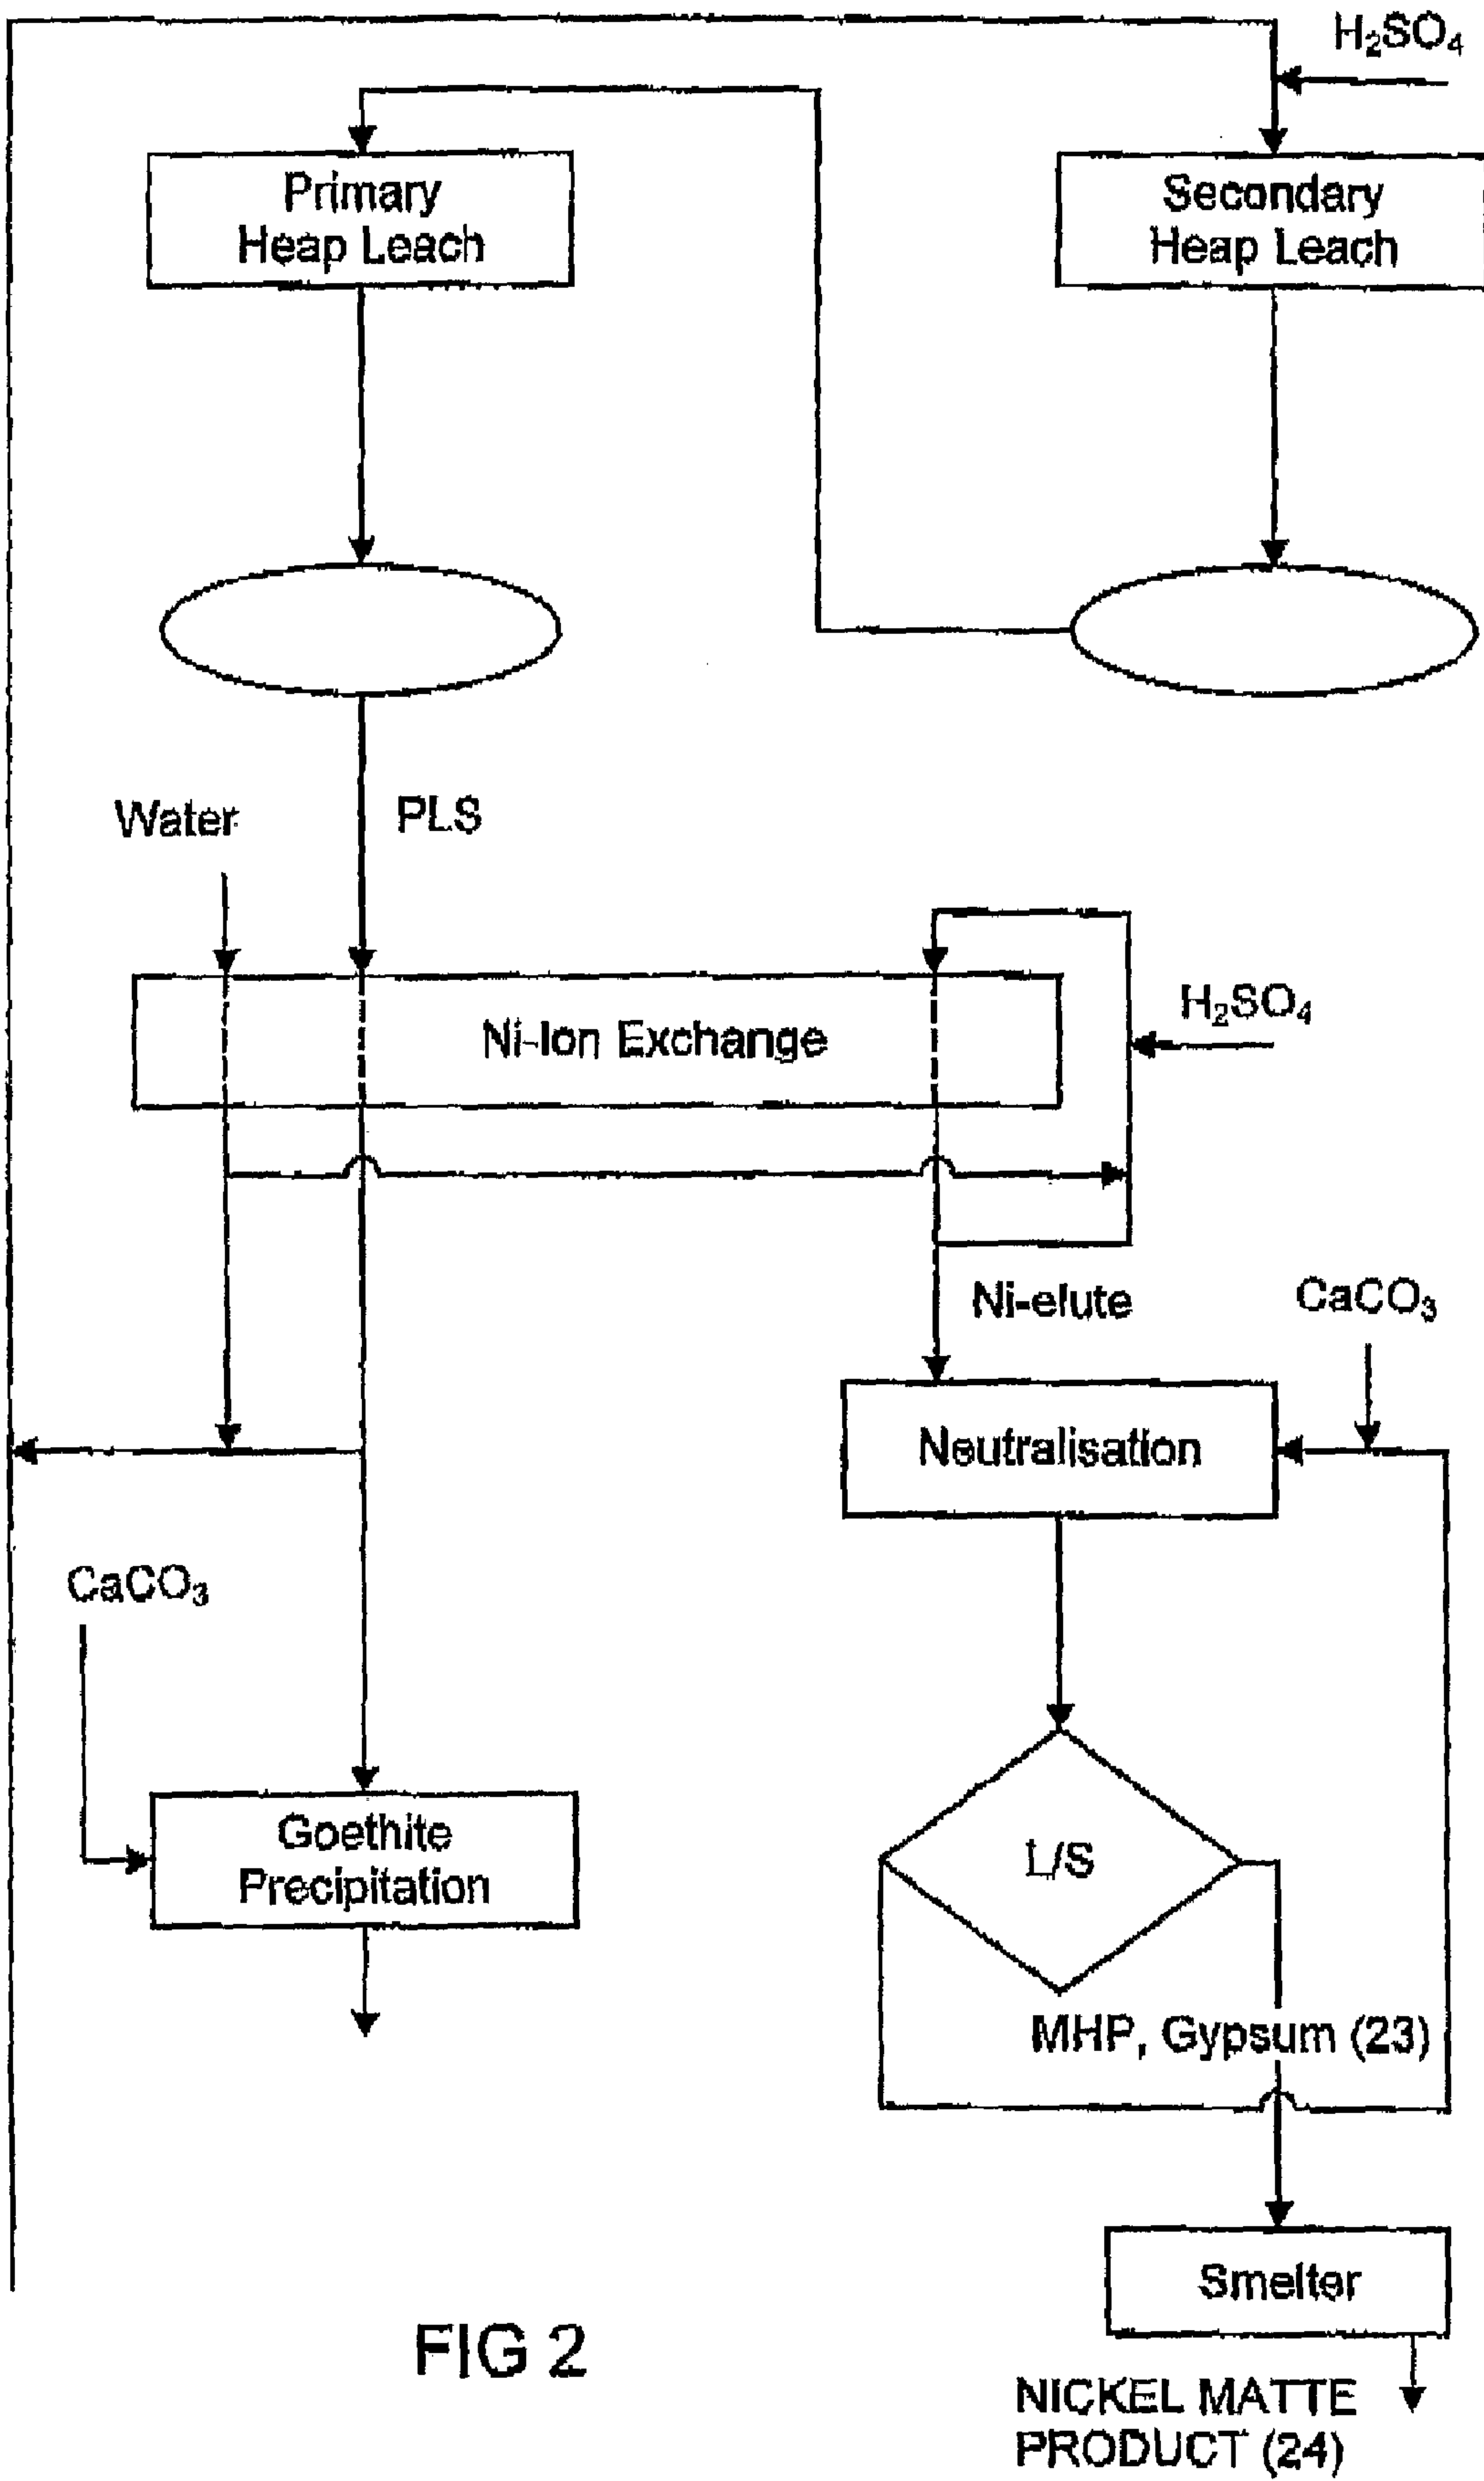 H₂SO₄
Primary
Heap Leach
Secondary
Heap Leach
Water
PLS
Ni-Ion Exchange
H₂SO₄
Ni-elute
CaCO₃
Neutralisation
CaCO₃
Goethite
Precipitation
L/S
MHP, Gypsum (23)
Smelter
FIG 2
NICKEL MATTE
PRODUCT (24)